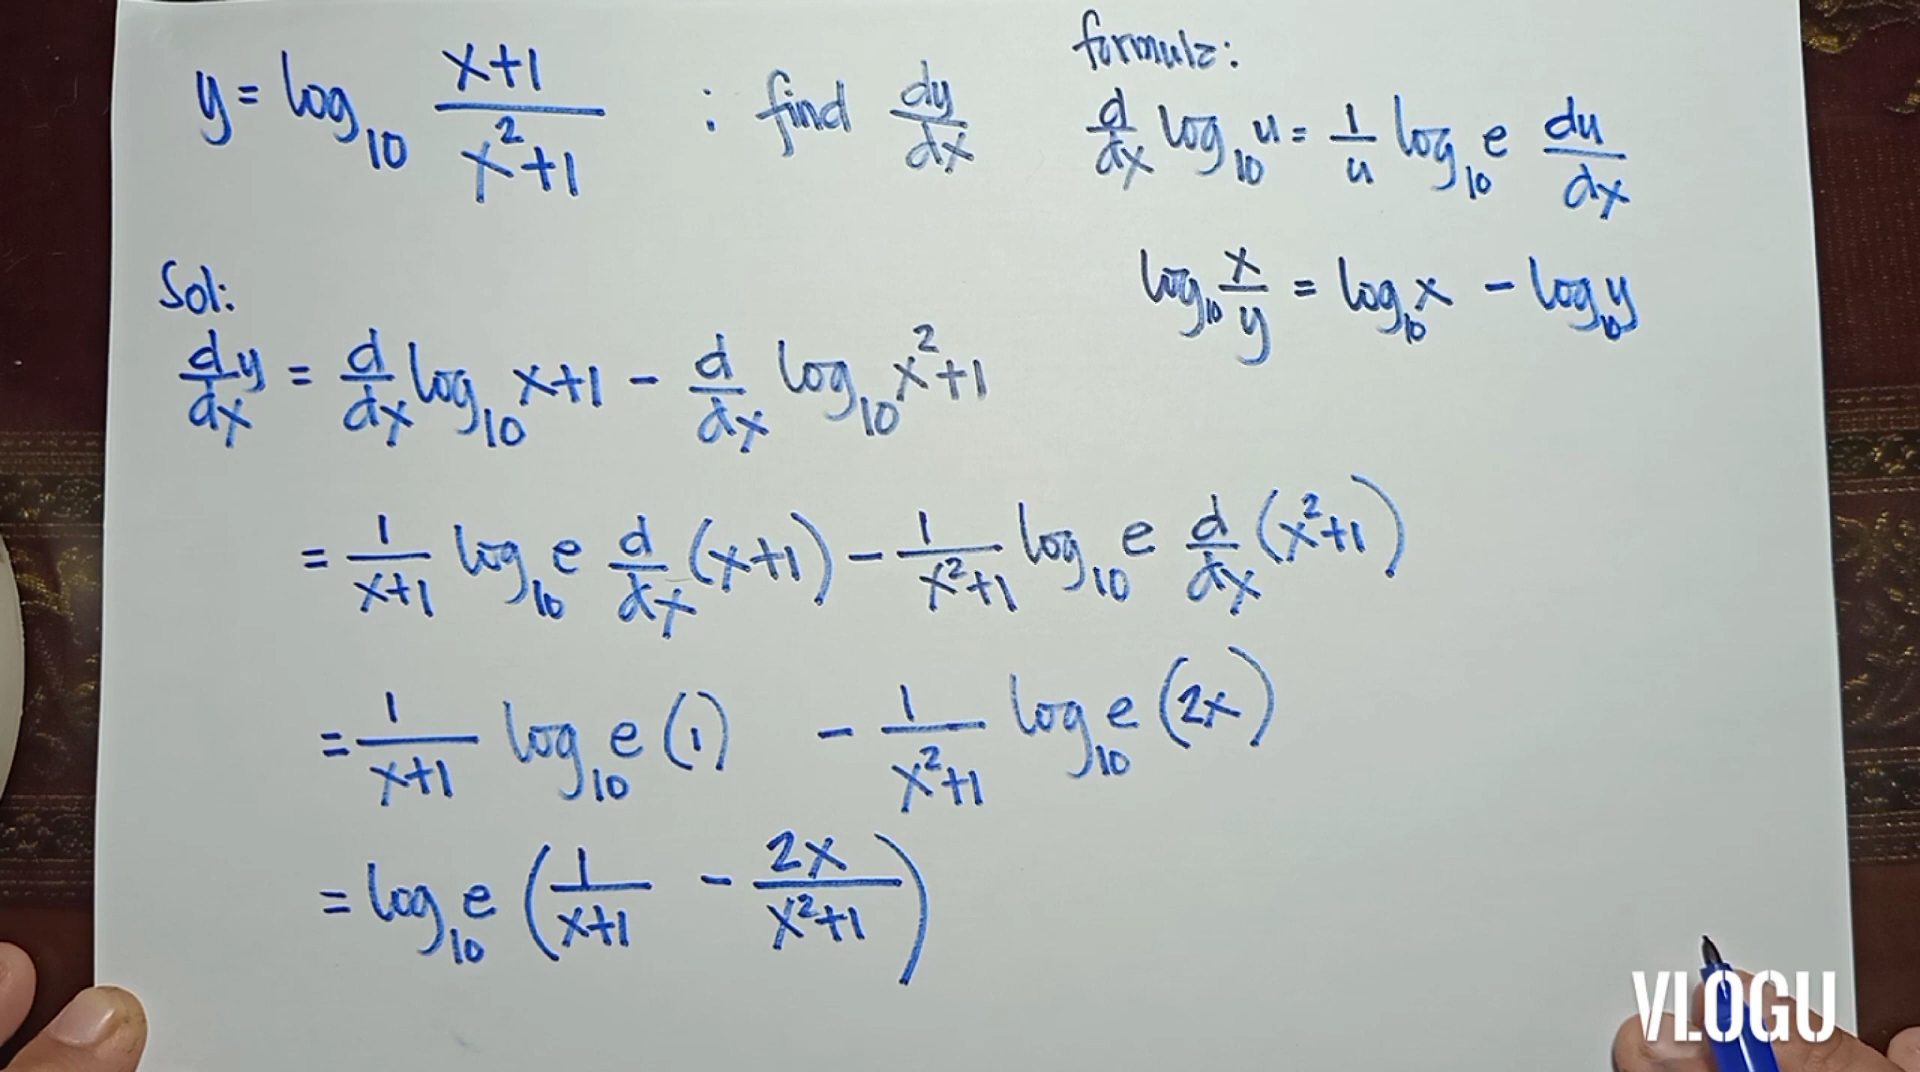 y = log₁₀ (x+1)/(x²+1) : find dy/dx
formula:
d/dx log₁₀ u = 1/u log₁₀ e du/dx
log₁₀ x/y = log₁₀ x - log₁₀ y
Sol:
d/dx y = d/dx log₁₀ x+1 - d/dx log₁₀ x²+1
= 1/(x+1) log₁₀ e d/dx (x+1) - 1/(x²+1) log₁₀ e d/dx (x²+1)
= 1/(x+1) log₁₀ e (1) - 1/(x²+1) log₁₀ e (2x)
= log₁₀ e (1/(x+1) - 2x/(x²+1))
VLOGU